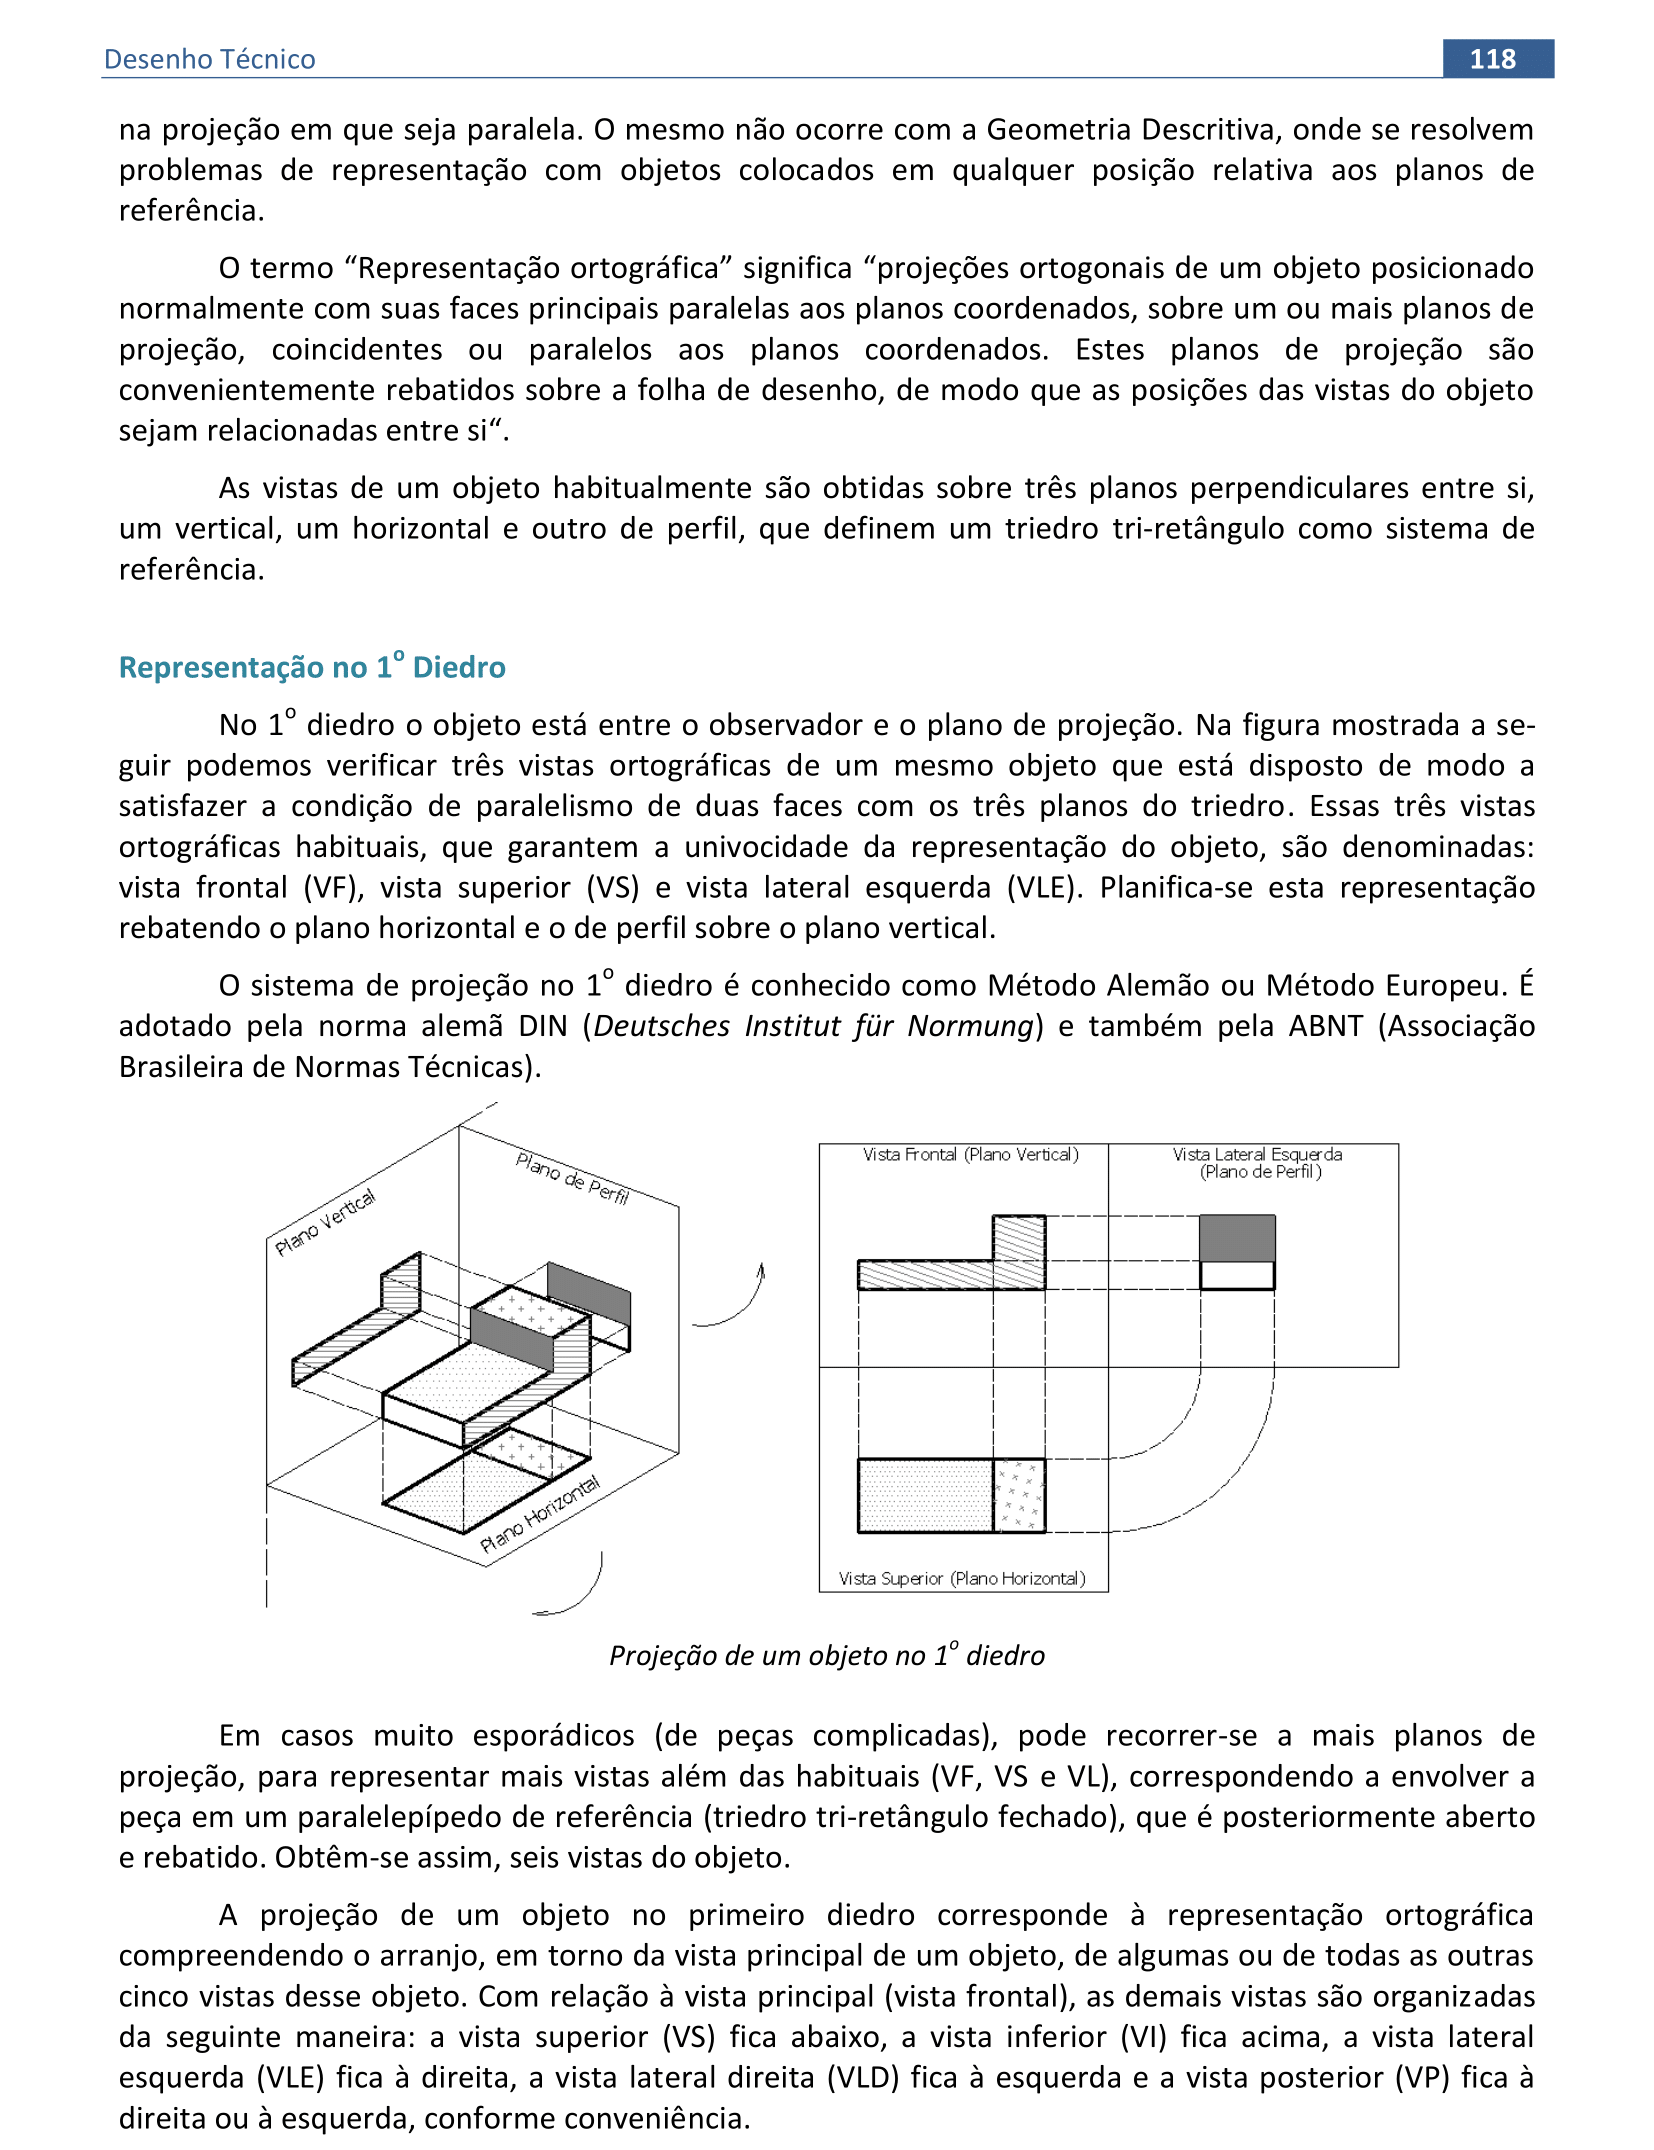 Desenho Técnico
118
na projeção em que seja paralela. O mesmo não ocorre com a Geometria Descritiva, onde se resolvem
problemas de representação com objetos colocados em qualquer posição relativa aos planos de
referência.
O termo “Representação ortográfica” significa “projeções ortogonais de um objeto posicionado
normalmente com suas faces principais paralelas aos planos coordenados, sobre um ou mais planos de
projeção, coincidentes ou paralelos aos planos coordenados. Estes planos de projeção são
convenientemente rebatidos sobre a folha de desenho, de modo que as posições das vistas do objeto
sejam relacionadas entre si“.
As vistas de um objeto habitualmente são obtidas sobre três planos perpendiculares entre si,
um vertical, um horizontal e outro de perfil, que definem um triedro tri-retângulo como sistema de
referência.
Representação no 1º Diedro
No 1º diedro o objeto está entre o observador e o plano de projeção. Na figura mostrada a se-
guir podemos verificar três vistas ortográficas de um mesmo objeto que está disposto de modo a
satisfazer a condição de paralelismo de duas faces com os três planos do triedro. Essas três vistas
ortográficas habituais, que garantem a univocidade da representação do objeto, são denominadas:
vista frontal (VF), vista superior (VS) e vista lateral esquerda (VLE). Planifica-se esta representação
rebatendo o plano horizontal e o de perfil sobre o plano vertical.
O sistema de projeção no 1º diedro é conhecido como Método Alemão ou Método Europeu. É
adotado pela norma alemã DIN (Deutsches Institut für Normung) e também pela ABNT (Associação
Brasileira de Normas Técnicas).
Plano Vertical
Plano de Perfil
Plano Horizontal
Vista Frontal (Plano Vertical)
Vista Lateral Esquerda
(Plano de Perfil)
Vista Superior (Plano Horizontal)
Projeção de um objeto no 1º diedro
Em casos muito esporádicos (de peças complicadas), pode recorrer-se a mais planos de
projeção, para representar mais vistas além das habituais (VF, VS e VL), correspondendo a envolver a
peça em um paralelepípedo de referência (triedro tri-retângulo fechado), que é posteriormente aberto
e rebatido. Obtêm-se assim, seis vistas do objeto.
A projeção de um objeto no primeiro diedro corresponde à representação ortográfica
compreendendo o arranjo, em torno da vista principal de um objeto, de algumas ou de todas as outras
cinco vistas desse objeto. Com relação à vista principal (vista frontal), as demais vistas são organizadas
da seguinte maneira: a vista superior (VS) fica abaixo, a vista inferior (VI) fica acima, a vista lateral
esquerda (VLE) fica à direita, a vista lateral direita (VLD) fica à esquerda e a vista posterior (VP) fica à
direita ou à esquerda, conforme conveniência.